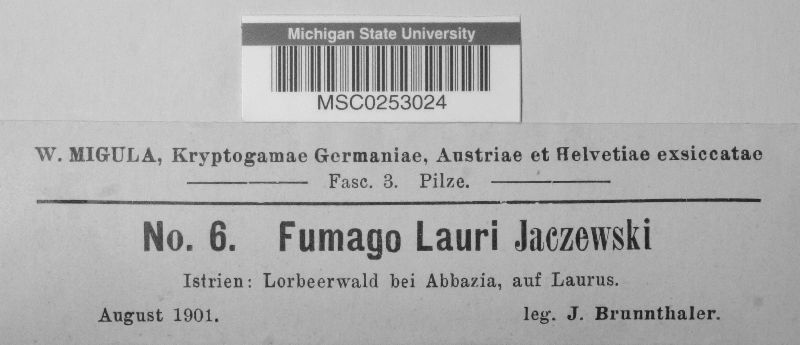 Michigan State University
MSC0253024
W. MIGULA, Kryptogamae Germaniae, Austriae et Helvetiae exsiccatae
Fasc. 3. Pilze.
No. 6. Fumago Lauri Jaczewski
Istrien: Lorbeerwald bei Abbazia, auf Laurus.
August 1901. leg. J. Brunnthaler.